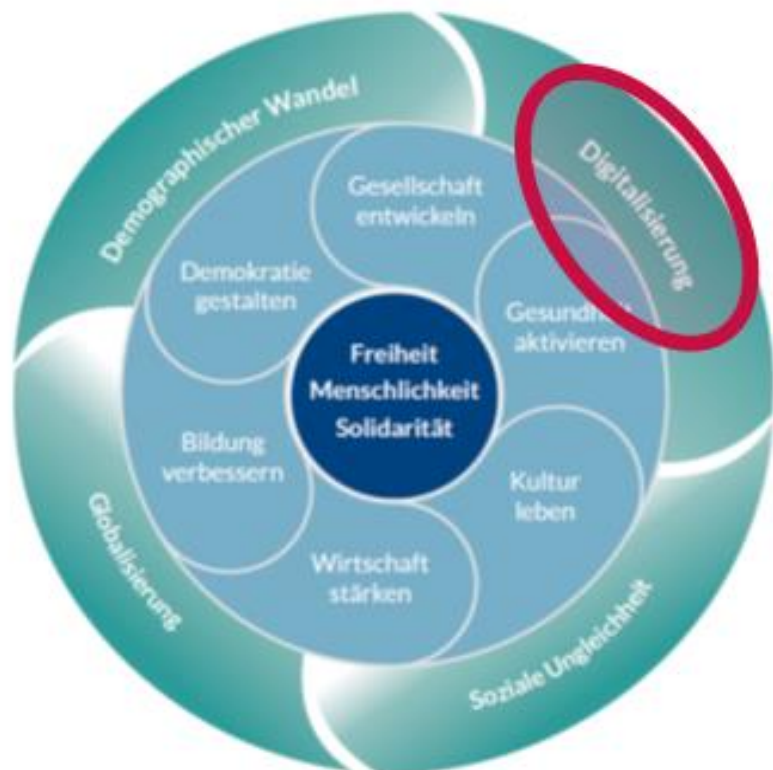 Demographischer Wandel
Digitalisierung
Gesellschaft
entwickeln
Demokratie
gestalten
Gesundheit
aktivieren
Freiheit
Menschlichkeit
Solidarität
Bildung
verbessern
Kultur
leben
Wirtschaft
stärken
Globalisierung
Soziale Ungleichheit